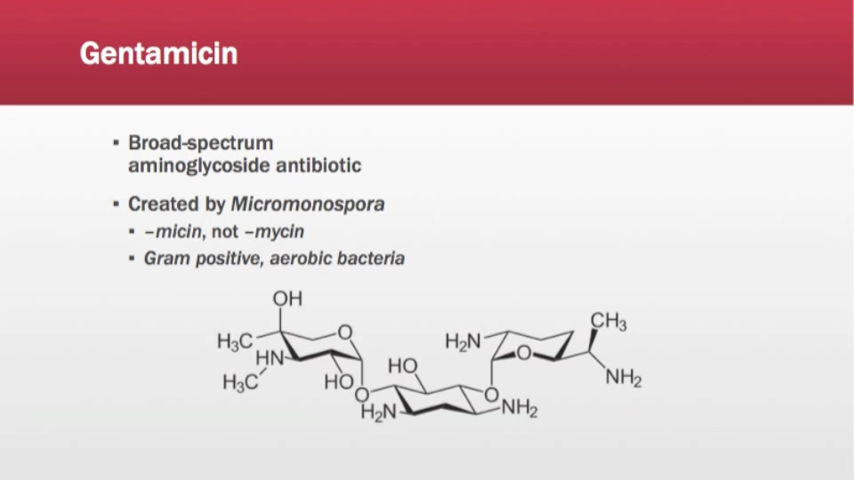 Gentamicin
▪ Broad-spectrum
aminoglycoside antibiotic
▪ Created by Micromonospora
▪ –micin, not –mycin
▪ Gram positive, aerobic bacteria
OH
H₃C
O
HN
H₃C
HO
O
HO
H₂N
H₂N
O
CH₃
NH₂
O
NH₂